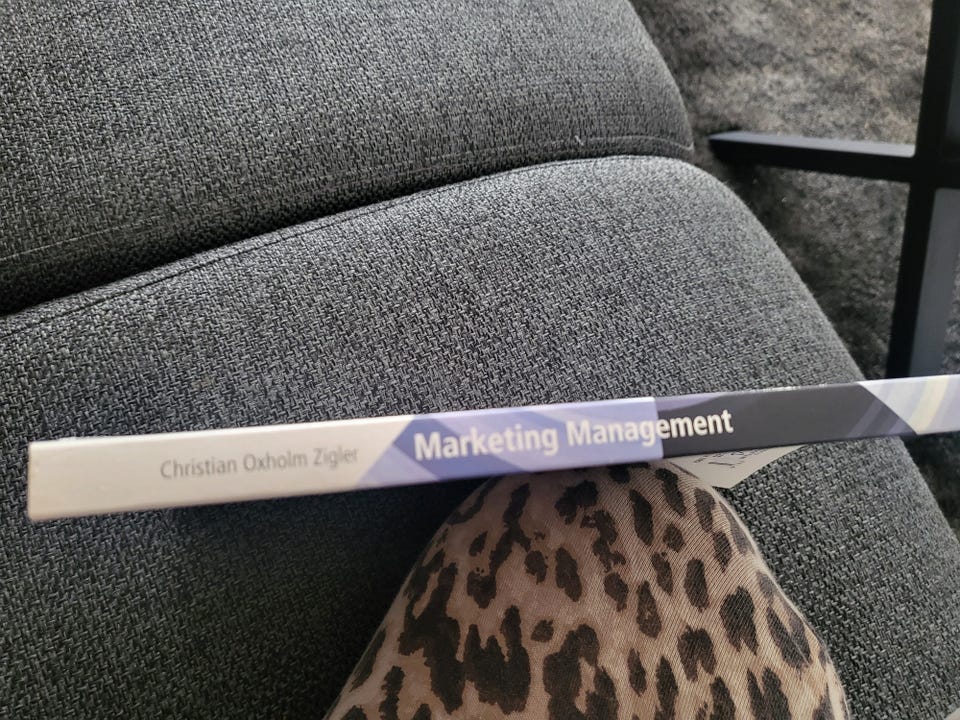 Christian Oxholm Zigler
Marketing Management